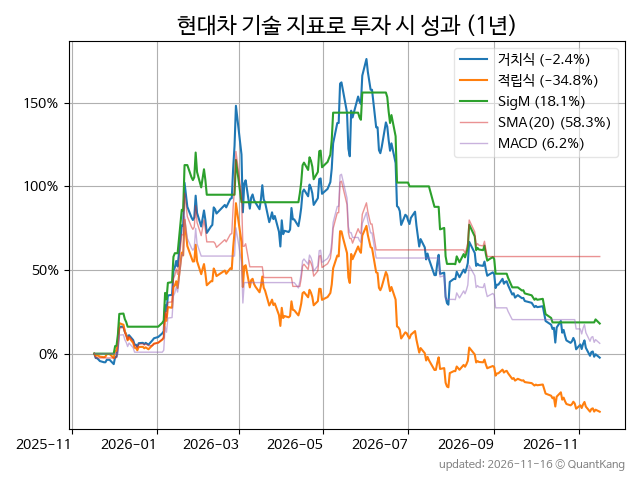 현대차 기술 지표로 투자 시 성과 (1년)
거치식 (-2.4%)
적립식 (-34.8%)
SigM (18.1%)
SMA(20) (58.3%)
MACD (6.2%)
150%
100%
50%
0%
2025-11 2026-01 2026-03 2026-05 2026-07 2026-09 2026-11
updated: 2026-11-16 © QuantKang